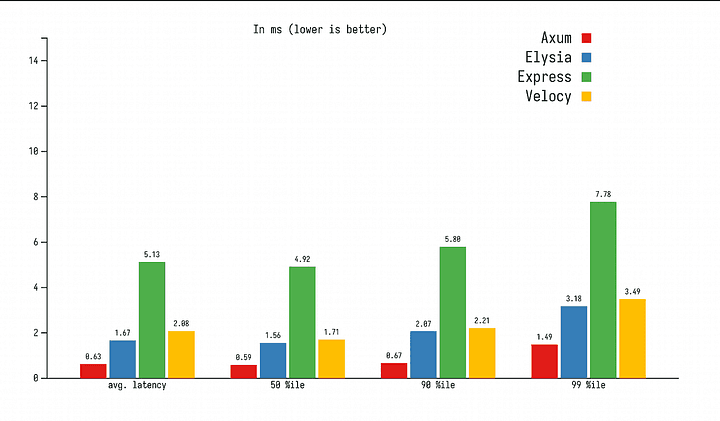 In ms (lower is better)
Axum
Elysia
Express
Velocy
14
12
10
8
6
4
2
0
0.63
1.67
5.13
2.08
0.59
1.56
4.92
1.71
0.67
2.07
5.80
2.21
1.49
3.18
7.78
3.49
avg. latency
50 %ile
90 %ile
99 %ile